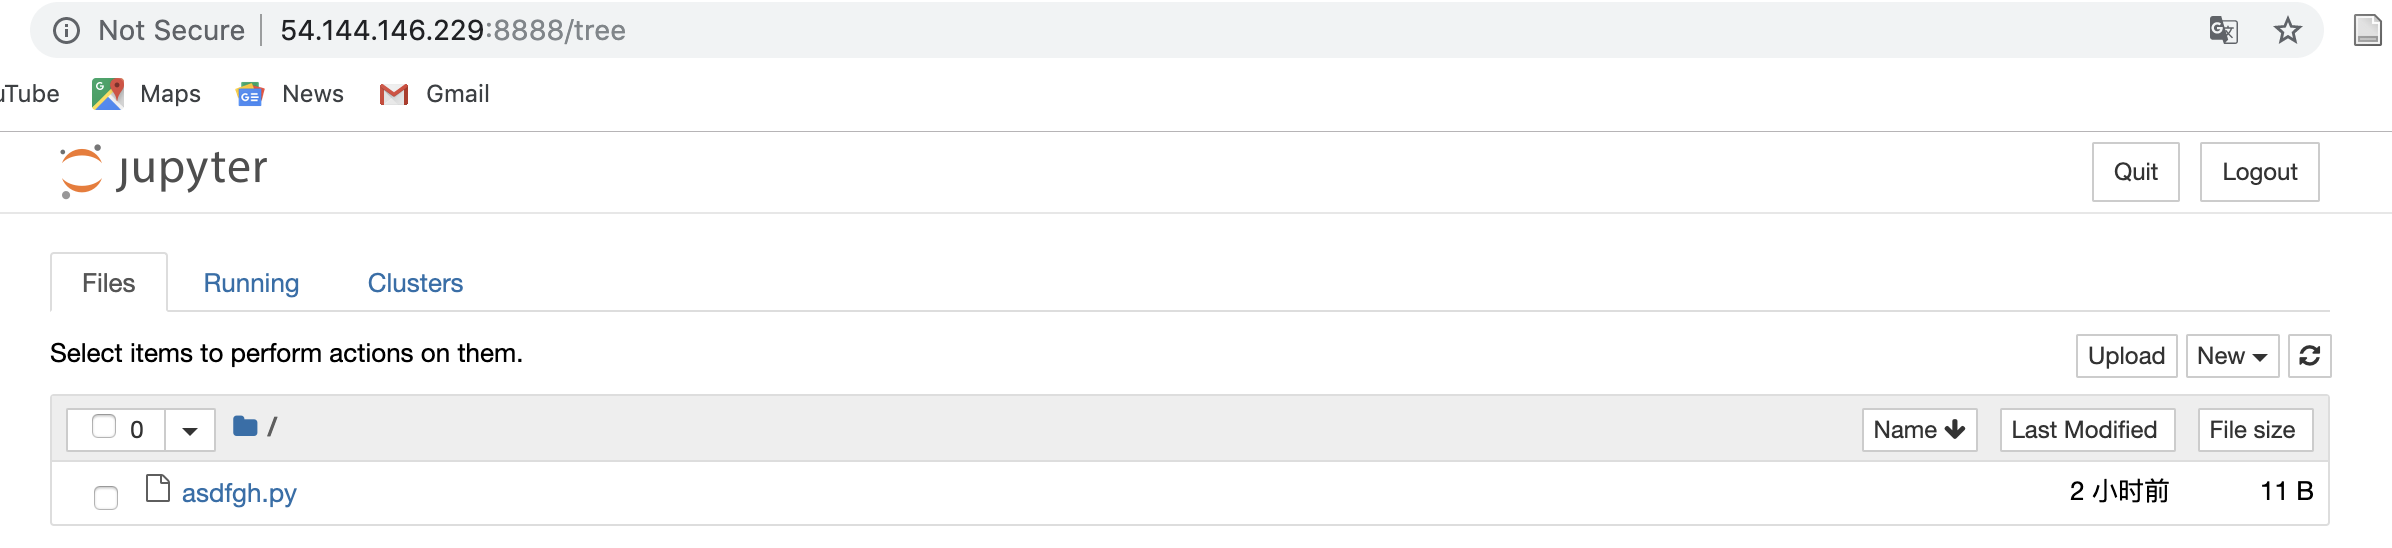 Not Secure 54.144.146.229:8888/tree
uTube Maps News Gmail
jupyter Quit Logout
Files Running Clusters
Select items to perform actions on them. Upload New
0 / Name Last Modified File size
asdfgh.py 2 小时前 11 B